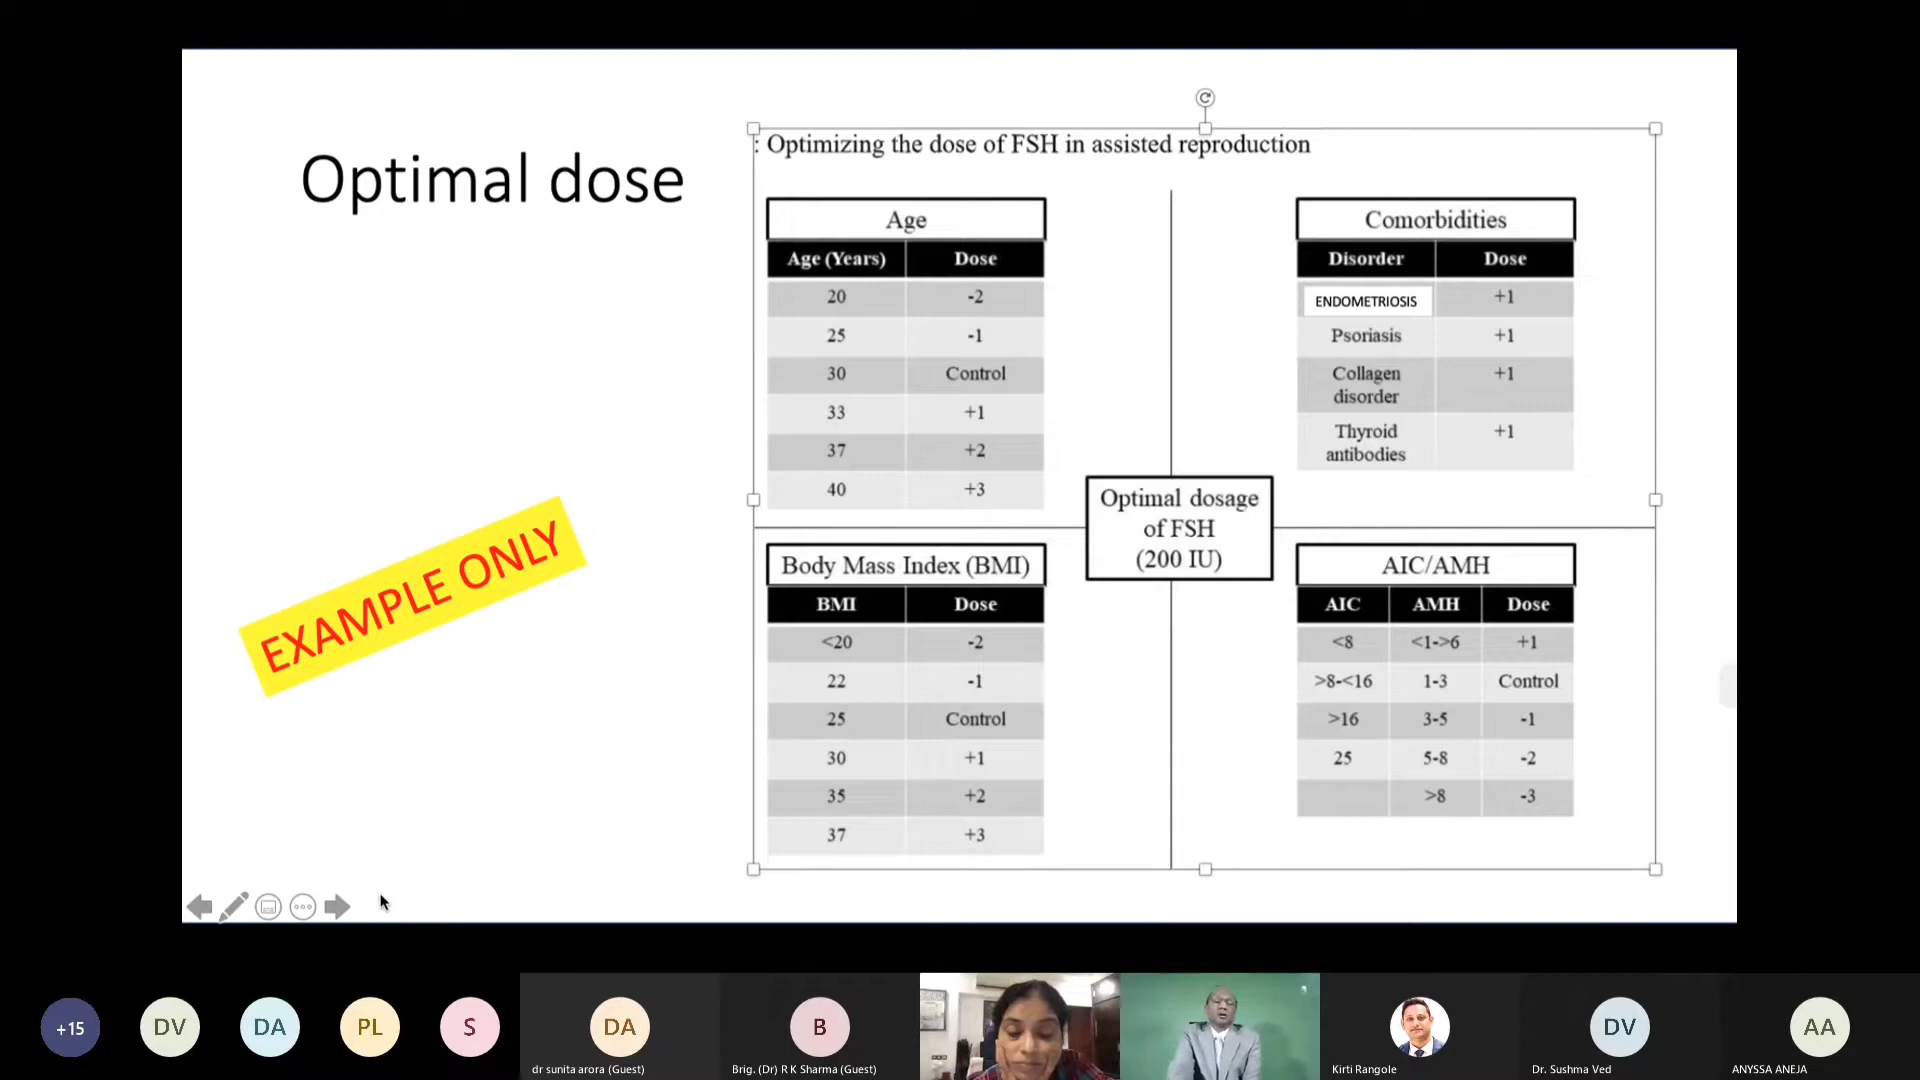 Optimal dose
: Optimizing the dose of FSH in assisted reproduction
Age
Age (Years) Dose
20 -2
25 -1
30 Control
33 +1
37 +2
40 +3
Comorbidities
Disorder Dose
ENDOMETRIOSIS +1
Psoriasis +1
Collagen +1
disorder
Thyroid +1
antibodies
Optimal dosage
of FSH
(200 IU)
EXAMPLE ONLY
Body Mass Index (BMI)
BMI Dose
<20 -2
22 -1
25 Control
30 +1
35 +2
37 +3
AIC/AMH
AIC AMH Dose
<8 <1->6 +1
>8-<16 1-3 Control
>16 3-5 -1
25 5-8 -2
>8 -3
+15
DV
DA
PL
S
DA
dr sunita arora (Guest)
B
Brig. (Dr) R K Sharma (Guest)
Kirti Rangole
DV
Dr. Sushma Ved
AA
ANYSSA ANEJA